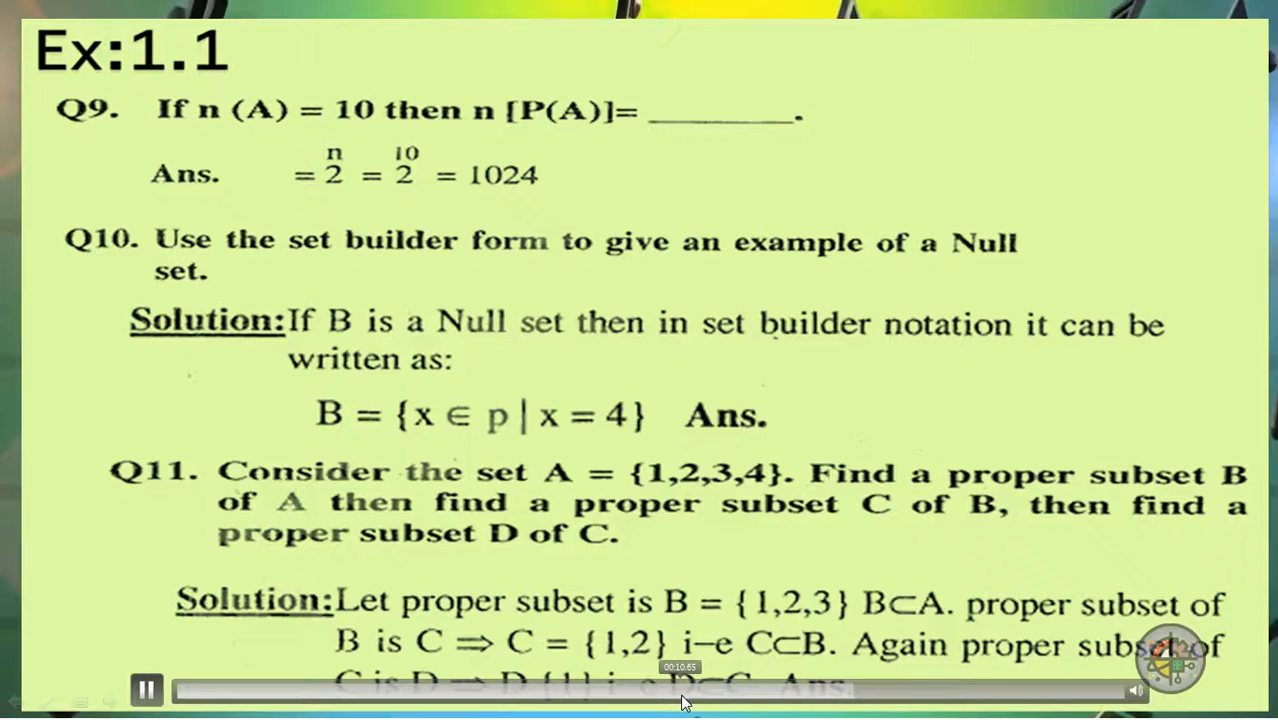 Ex:1.1
Q9. If n (A) = 10 then n [P(A)]= ________.
n 10
Ans. = 2 = 2 = 1024
Q10. Use the set builder form to give an example of a Null
set.
Solution:If B is a Null set then in set builder notation it can be
written as:
B = {x ∈ p | x = 4} Ans.
Q11. Consider the set A = {1,2,3,4}. Find a proper subset B
of A then find a proper subset C of B, then find a
proper subset D of C.
Solution:Let proper subset is B = {1,2,3} B⊂A. proper subset of
B is C ⇒ C = {1,2} i–e C⊂B. Again proper subset of
00:10.65
C is D ⇒ D {1} i–e D⊂C. Ans.